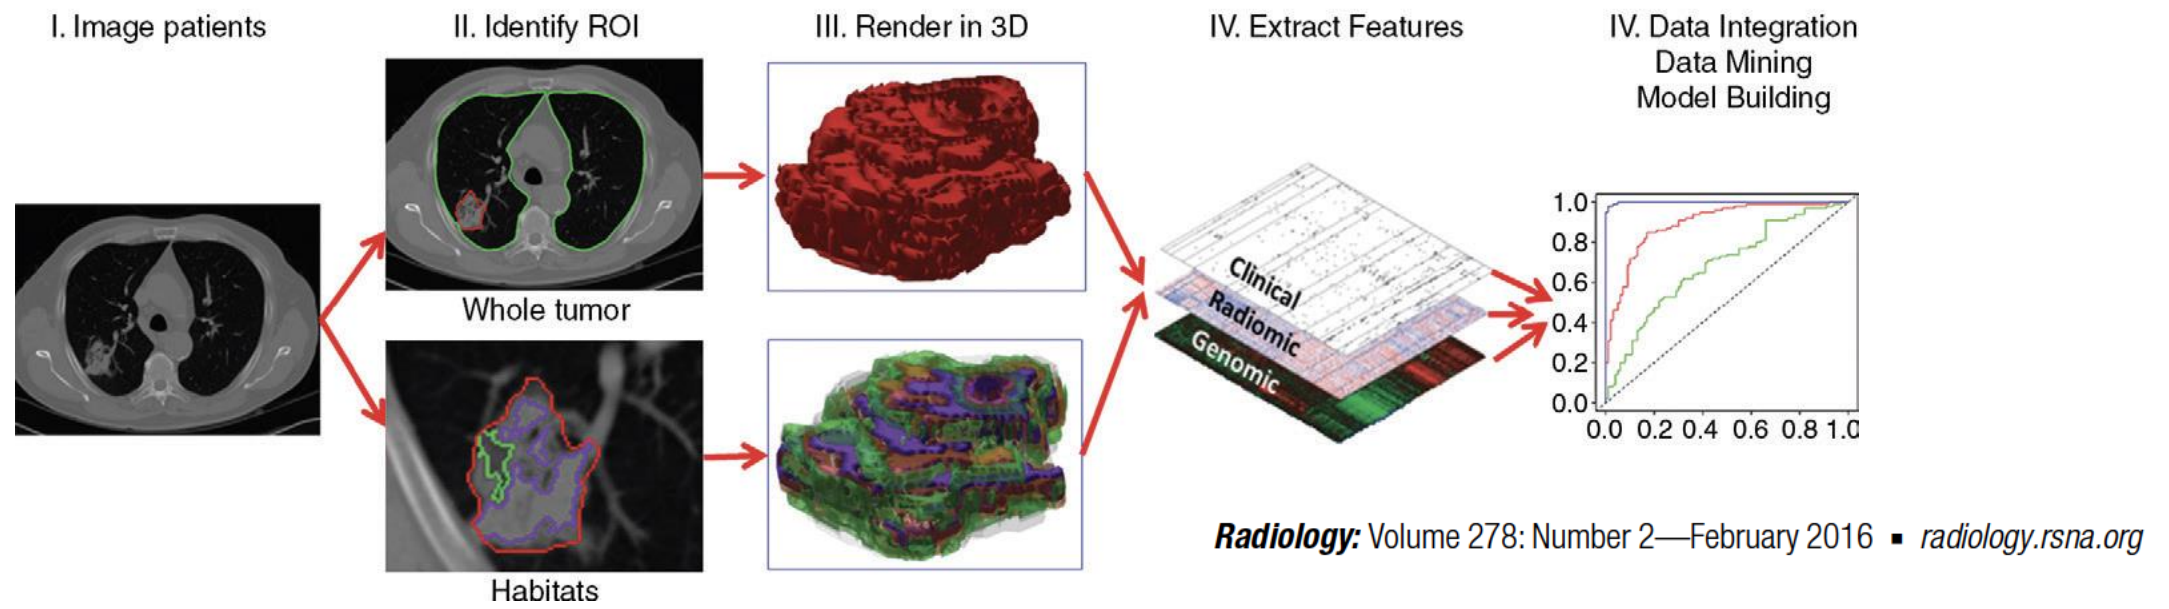 I. Image patients
II. Identify ROI
III. Render in 3D
IV. Extract Features
IV. Data Integration
Data Mining
Model Building
Whole tumor
Habitats
Clinical
Radiomic
Genomic
1.0
0.8
0.6
0.4
0.2
0.0
0.0 0.2 0.4 0.6 0.8 1.0
Radiology: Volume 278: Number 2—February 2016 ▪ radiology.rsna.org